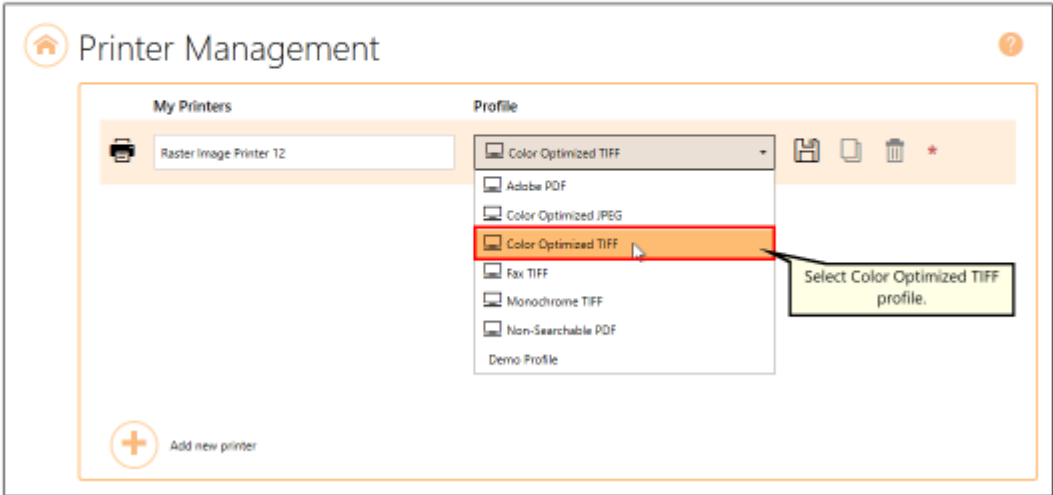 Printer Management
?
My Printers Profile
Raster Image Printer 12 Color Optimized TIFF *
Adobe PDF
Color Optimized JPEG
Color Optimized TIFF
Fax TIFF
Select Color Optimized TIFF
profile.
Monochrome TIFF
Non-Searchable PDF
Demo Profile
Add new printer